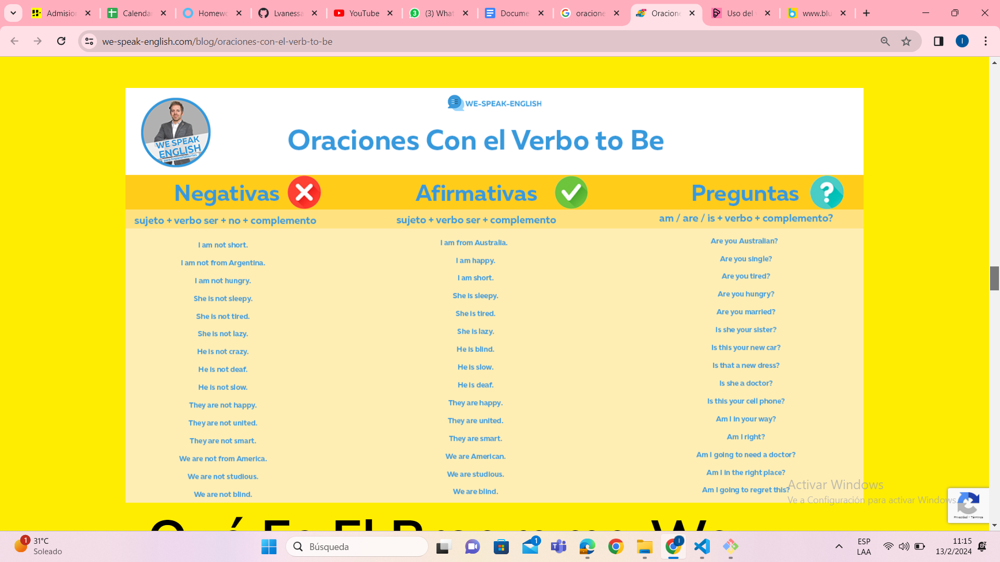 Admision
Calendar
Homewo
Lvanessa
YouTube
(3) What
Docume
oracione
Oracione
Uso del
www.blu
we-speak-english.com/blog/oraciones-con-el-verb-to-be
I
WE SPEAK
ENGLISH
para hispanohablantes
WE-SPEAK-ENGLISH
Oraciones Con el Verbo to Be
Negativas
sujeto + verbo ser + no + complemento
I am not short.
I am not from Argentina.
I am not hungry.
She is not sleepy.
She is not tired.
She is not lazy.
He is not crazy.
He is not deaf.
He is not slow.
They are not happy.
They are not united.
They are not smart.
We are not from America.
We are not studious.
We are not blind.
Afirmativas
sujeto + verbo ser + complemento
I am from Australia.
I am happy.
I am short.
She is sleepy.
She is tired.
She is lazy.
He is blind.
He is slow.
He is deaf.
They are happy.
They are united.
They are smart.
We are American.
We are studious.
We are blind.
Preguntas
am / are / is + verbo + complemento?
Are you Australian?
Are you single?
Are you tired?
Are you hungry?
Are you married?
Is she your sister?
Is this your new car?
Is that a new dress?
Is she a doctor?
Is this your cell phone?
Am I in your way?
Am I right?
Am I going to need a doctor?
Am I in the right place?
Am I going to regret this?
Activar Windows
Ve a Configuración para activar Windows.
Privacidad - Términos
1
31°C
Soleado
Búsqueda
1
I
ESP
LAA
11:15
13/2/2024